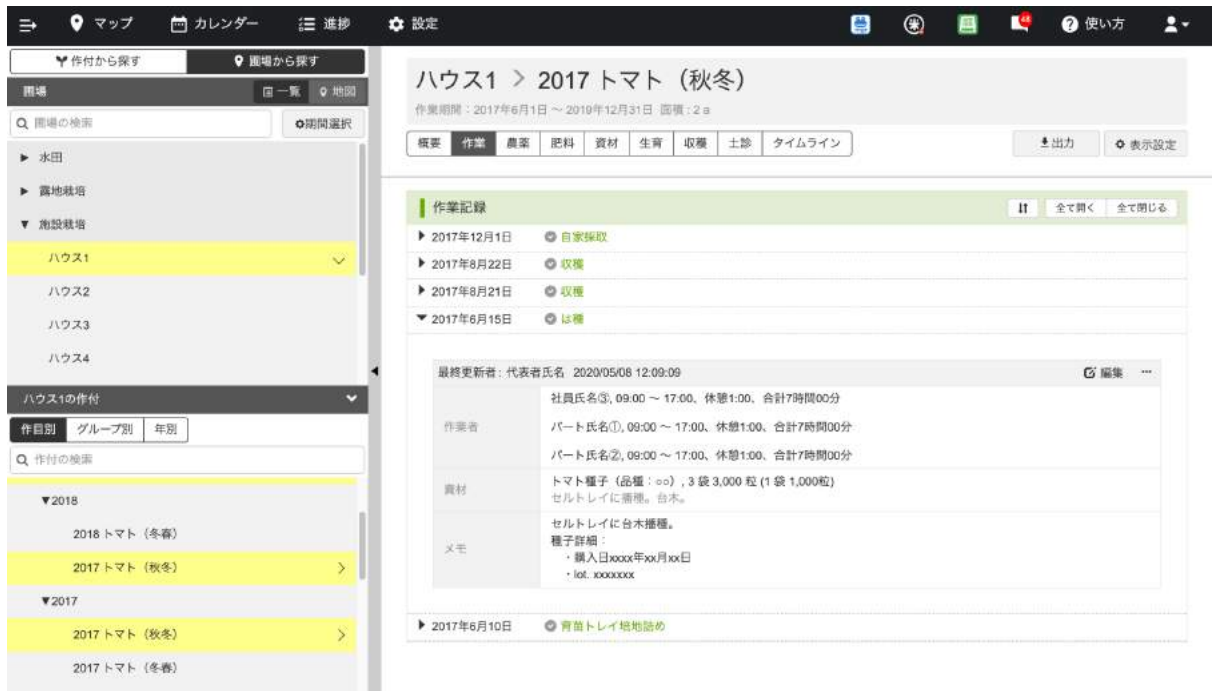 マップ カレンダー 進捗 設定 使い方
作付から探す 圃場から探す
圃場 一覧 地図
圃場の検索 期間選択
▶ 水田
▶ 露地栽培
▼ 施設栽培
ハウス1
ハウス2
ハウス3
ハウス4
ハウス1の作付
作目別 グループ別 年別
作付の検索
▼2018
2018 トマト（冬春）
2017 トマト（秋冬）
▼2017
2017 トマト（秋冬）
2017 トマト（冬春）
ハウス1 > 2017 トマト（秋冬）
作業期間：2017年6月1日 ～ 2019年12月31日 面積：2 a
概要 作業 農薬 肥料 資材 生育 収穫 土診 タイムライン 出力 表示設定
作業記録 全て開く 全て閉じる
▶ 2017年12月1日 自家採取
▶ 2017年8月22日 収穫
▶ 2017年8月21日 収穫
▼ 2017年6月15日 は種
最終更新者: 代表者氏名 2020/05/08 12:09:09 編集 …
作業者
社員氏名③, 09:00 ～ 17:00、休憩1:00、合計7時間00分
パート氏名①, 09:00 ～ 17:00、休憩1:00、合計7時間00分
パート氏名②, 09:00 ～ 17:00、休憩1:00、合計7時間00分
資材
トマト種子（品種：○○）, 3 袋 3,000 粒 (1 袋 1,000粒)
セルトレイに播種。台木。
メモ
セルトレイに台木播種。
種子詳細：
・購入日xxxx年xx月xx日
・lot. xxxxxxx
▶ 2017年6月10日 育苗トレイ培地詰め